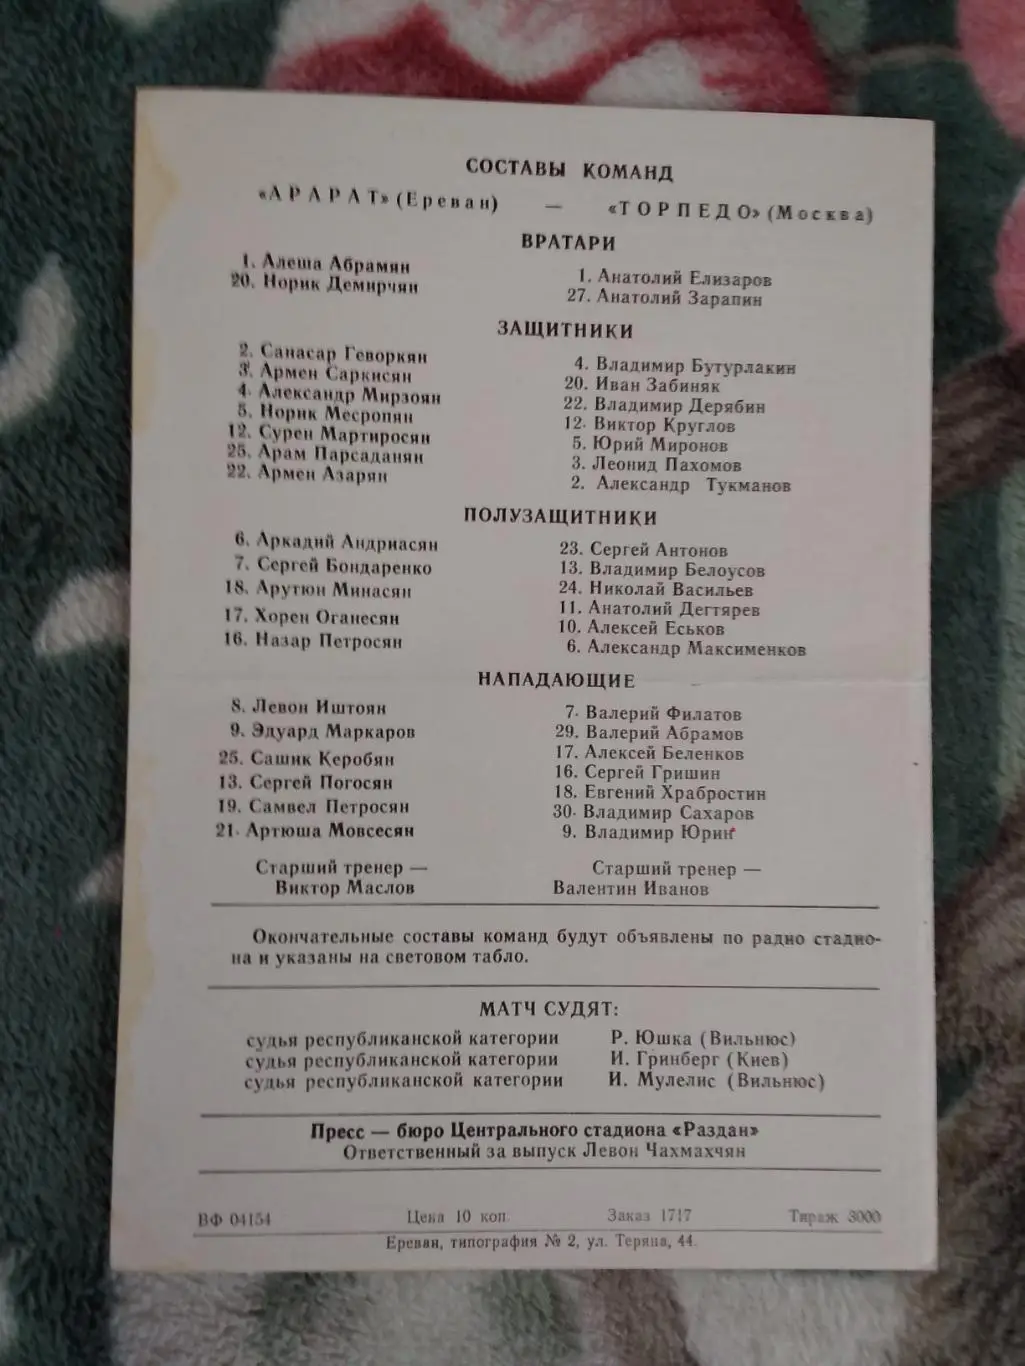 СОСТАВЫ КОМАНД
«АРАРАТ» (Ереван) — «ТОРПЕДО» (Москва)
ВРАТАРИ
1. Алеша Абрамян
20. Норик Демирчян
1. Анатолий Елизаров
27. Анатолий Зарапин
ЗАЩИТНИКИ
2. Санасар Геворкян
3. Армен Саркисян
4. Александр Мирзоян
5. Норик Месропян
12. Сурен Мартиросян
25. Арам Парсаданян
22. Армен Азарян
4. Владимир Бутурлакин
20. Иван Забиняк
22. Владимир Дерябин
12. Виктор Круглов
5. Юрий Миронов
3. Леонид Пахомов
2. Александр Тукманов
ПОЛУЗАЩИТНИКИ
6. Аркадий Андриасян
7. Сергей Бондаренко
18. Арутюн Минасян
17. Хорен Оганесян
16. Назар Петросян
23. Сергей Антонов
13. Владимир Белоусов
24. Николай Васильев
11. Анатолий Дегтярев
10. Алексей Еськов
6. Александр Максименков
НАПАДАЮЩИЕ
8. Левон Иштоян
9. Эдуард Маркаров
25. Сашик Керобян
13. Сергей Погосян
19. Самвел Петросян
21. Артюша Мовсесян
7. Валерий Филатов
29. Валерий Абрамов
17. Алексей Беленков
16. Сергей Гришин
18. Евгений Храбростин
30. Владимир Сахаров
9. Владимир Юрин
Старший тренер —
Виктор Маслов
Старший тренер —
Валентин Иванов
Окончательные составы команд будут объявлены по радио стадио-
на и указаны на световом табло.
МАТЧ СУДЯТ:
судья республиканской категории Р. Юшка (Вильнюс)
судья республиканской категории И. Гринберг (Киев)
судья республиканской категории И. Мулелис (Вильнюс)
Пресс — бюро Центрального стадиона «Раздан»
Ответственный за выпуск Левон Чахмахчян
ВФ 04154 Цена 10 коп. Заказ 1717 Тираж 3000
Ереван, типография № 2, ул. Теряна, 44.